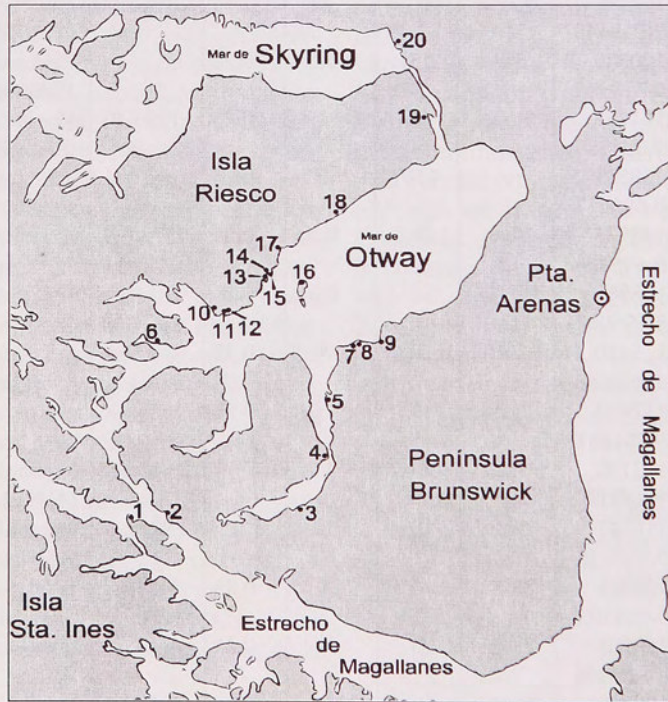 20
Mar de Skyring
19
Isla
Riesco
18
Mar de
Otway
17
14
13
16
15
Pta.
Arenas
Estrecho de Magallanes
10
11
12
6
7
8
9
5
4
Península
Brunswick
3
1
2
Isla
Sta. Ines
Estrecho
de
Magallanes